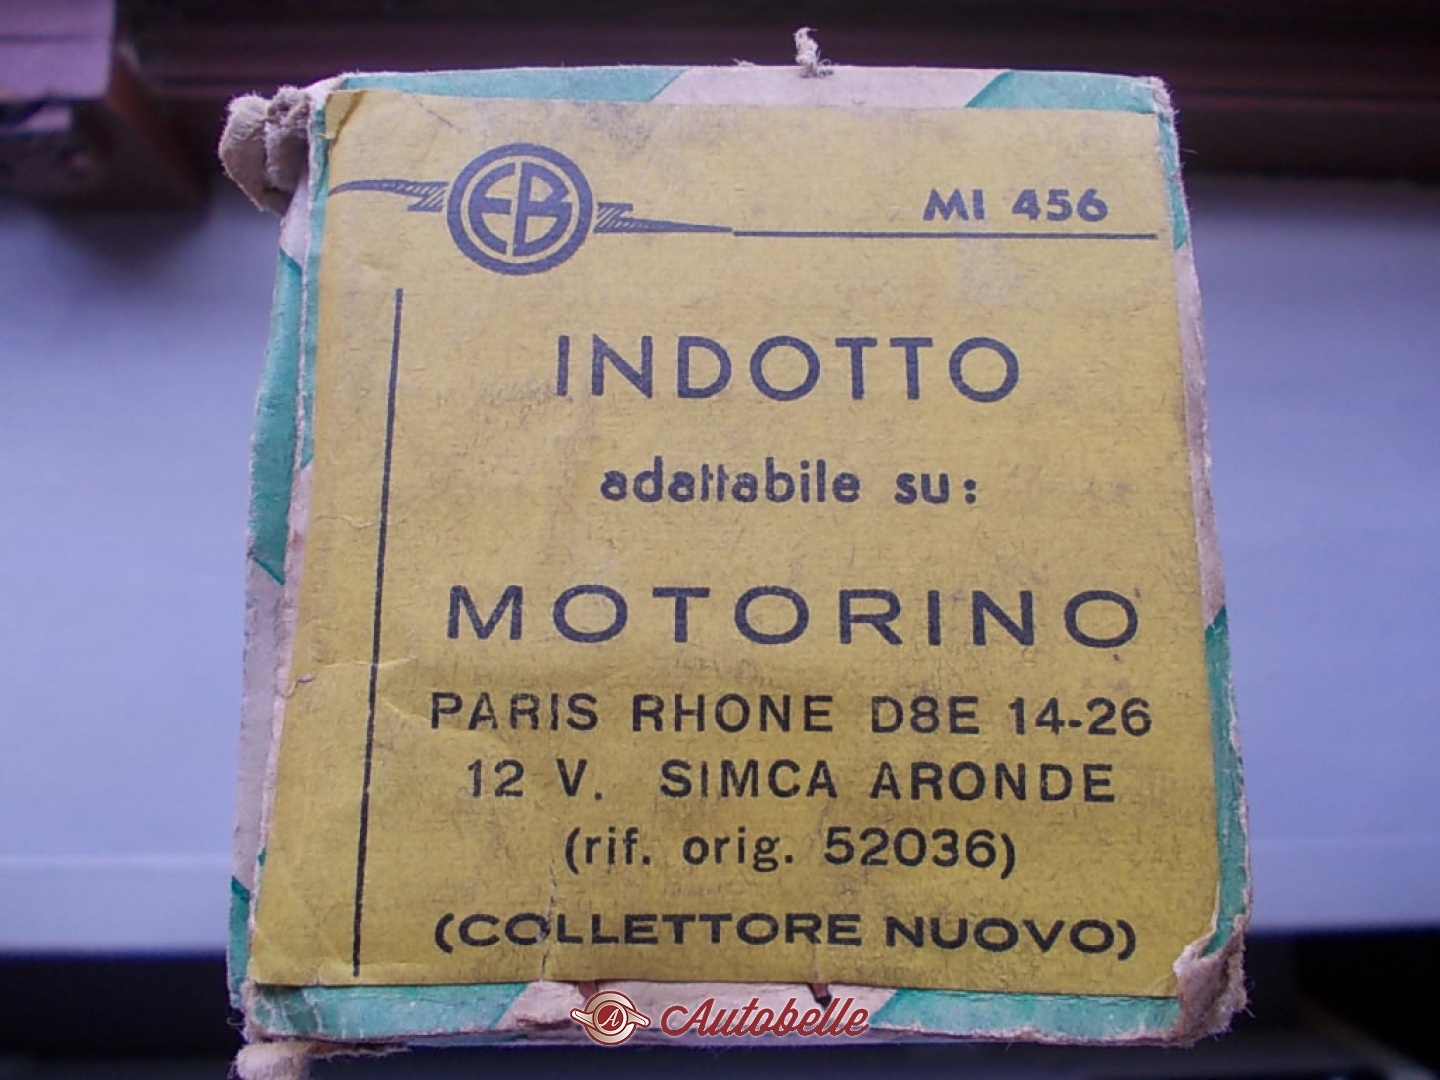 EB
MI 456
INDOTTO
adattabile su:
MOTORINO
PARIS RHONE D8E 14-26
12 V. SIMCA ARONDE
(rif. orig. 52036)
(COLLETTORE NUOVO)
A Autobelle